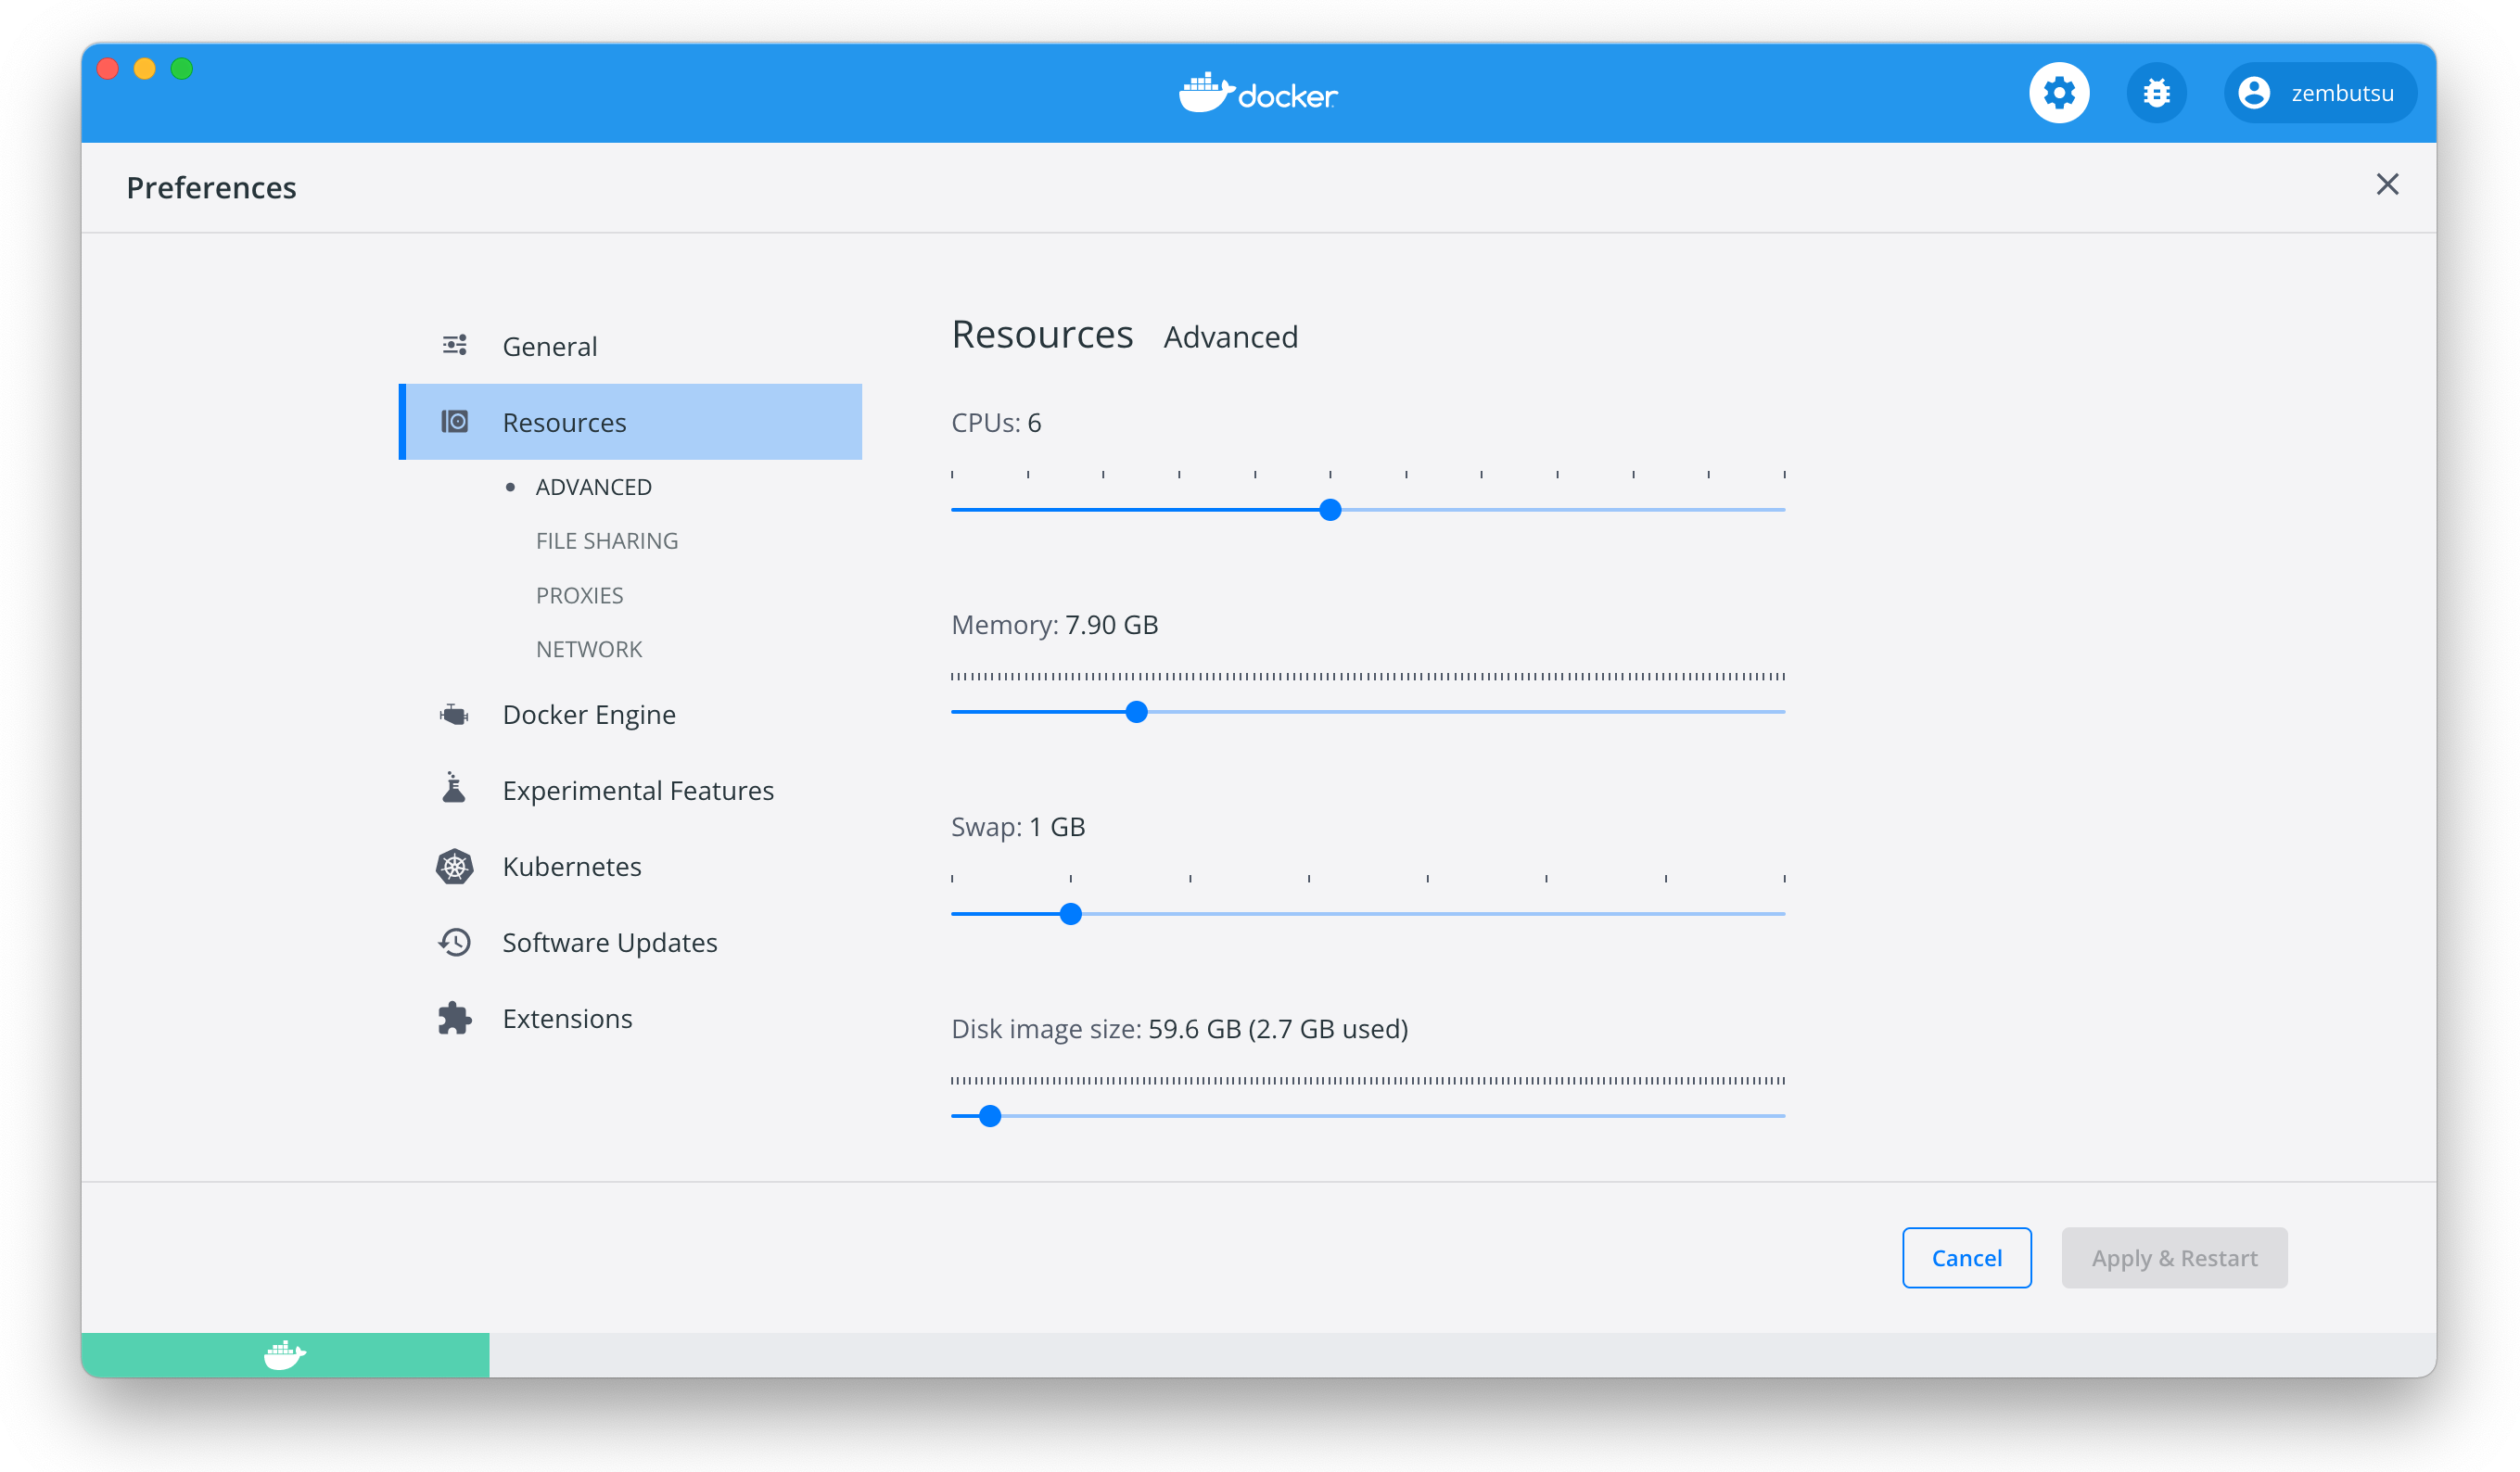 docker
zembutsu
Preferences
General
Resources
ADVANCED
FILE SHARING
PROXIES
NETWORK
Docker Engine
Experimental Features
Kubernetes
Software Updates
Extensions
Resources Advanced
CPUs: 6
Memory: 7.90 GB
Swap: 1 GB
Disk image size: 59.6 GB (2.7 GB used)
Cancel
Apply & Restart